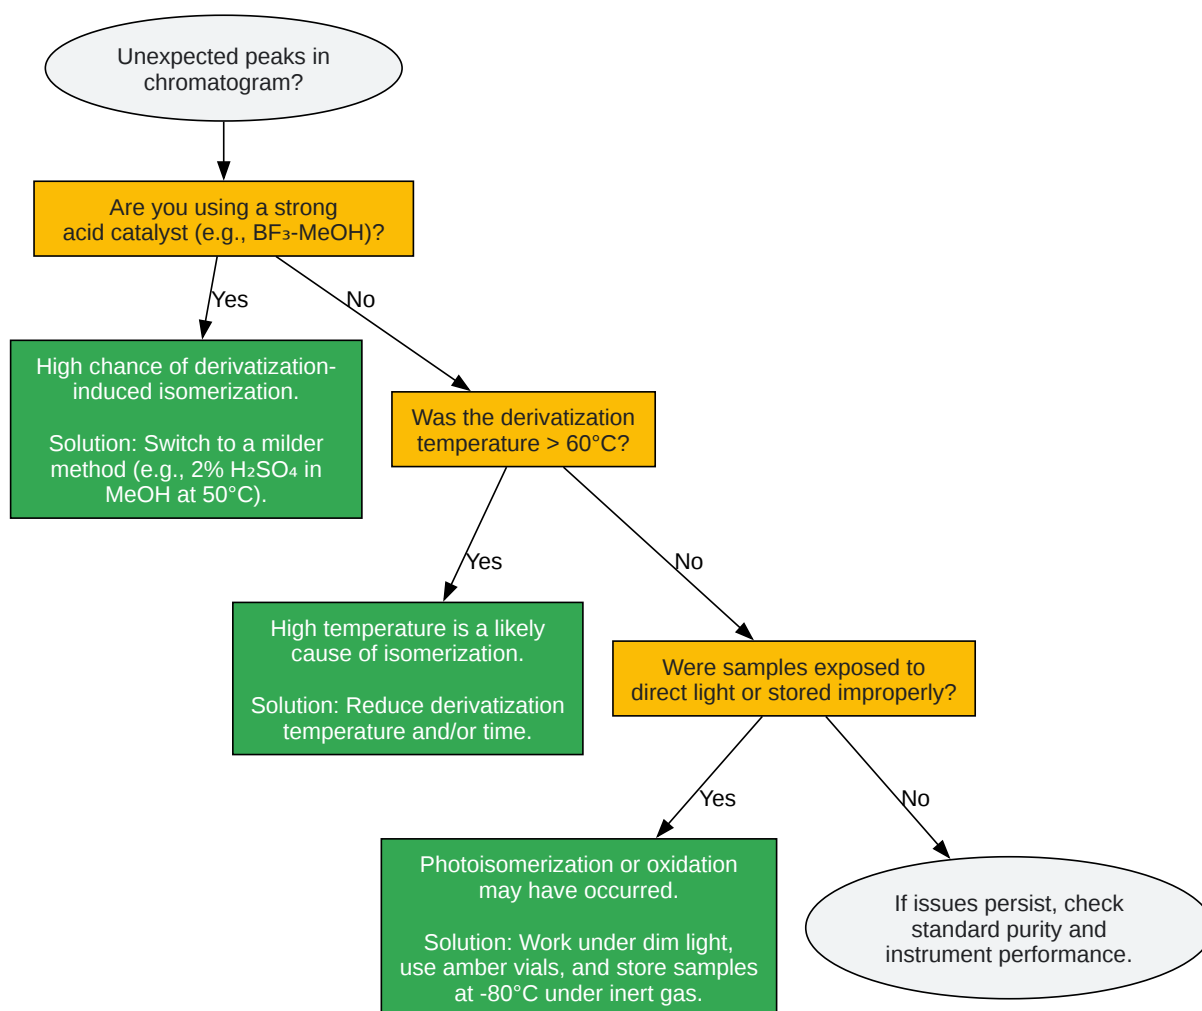 Unexpected peaks in
chromatogram?
Are you using a strong
acid catalyst (e.g., BF₃-MeOH)?
Yes
No
High chance of derivatization-
induced isomerization.
Solution: Switch to a milder
method (e.g., 2% H₂SO₄ in
MeOH at 50°C).
Was the derivatization
temperature > 60°C?
Yes
No
High temperature is a likely
cause of isomerization.
Solution: Reduce derivatization
temperature and/or time.
Were samples exposed to
direct light or stored improperly?
Yes
No
Photoisomerization or oxidation
may have occurred.
Solution: Work under dim light,
use amber vials, and store samples
at -80°C under inert gas.
If issues persist, check
standard purity and
instrument performance.